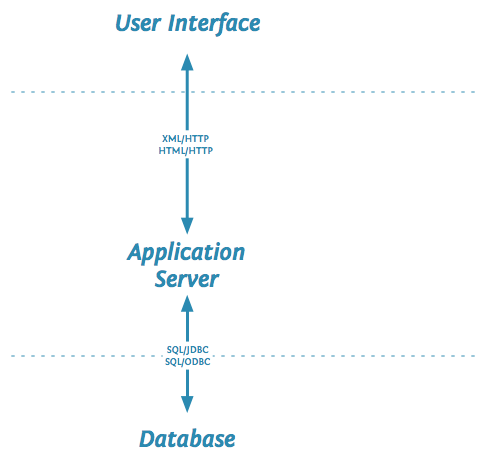 User Interface
XML/HTTP
HTML/HTTP
Application
Server
SQL/JDBC
SQL/ODBC
Database